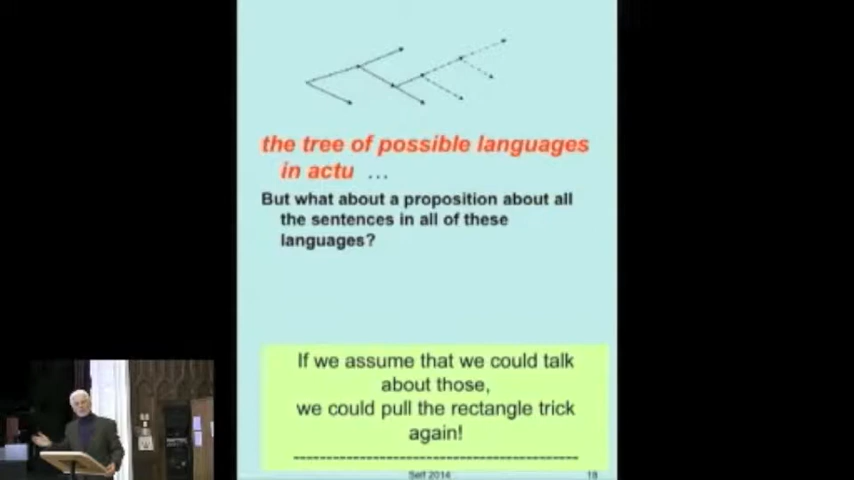 the tree of possible languages
in actu ...
But what about a proposition about all
the sentences in all of these
languages?
If we assume that we could talk
about those,
we could pull the rectangle trick
again!
Self 2014
18